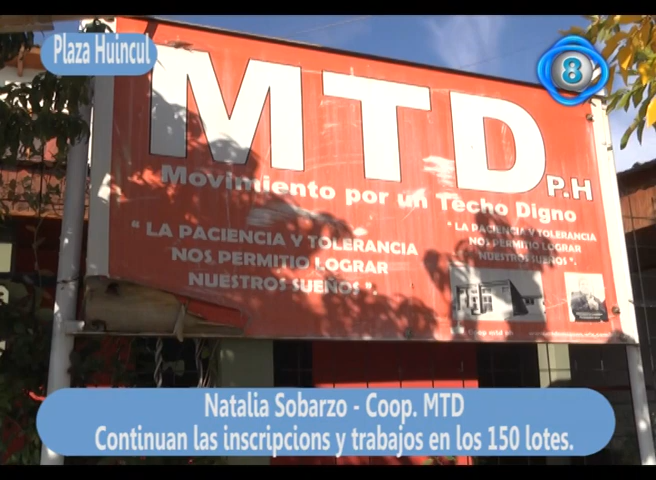 Plaza Huincul
8
MTD
P.H
Movimiento por un Techo Digno
“ LA PACIENCIA Y TOLERANCIA
NOS PERMITIO LOGRAR
NUESTROS SUEÑOS ”.
“ LA PACIENCIA Y TOLERANCIA
NOS PERMITIO LOGRAR
NUESTROS SUEÑOS ”.
Natalia Sobarzo - Coop. MTD
Continuan las inscripcions y trabajos en los 150 lotes.